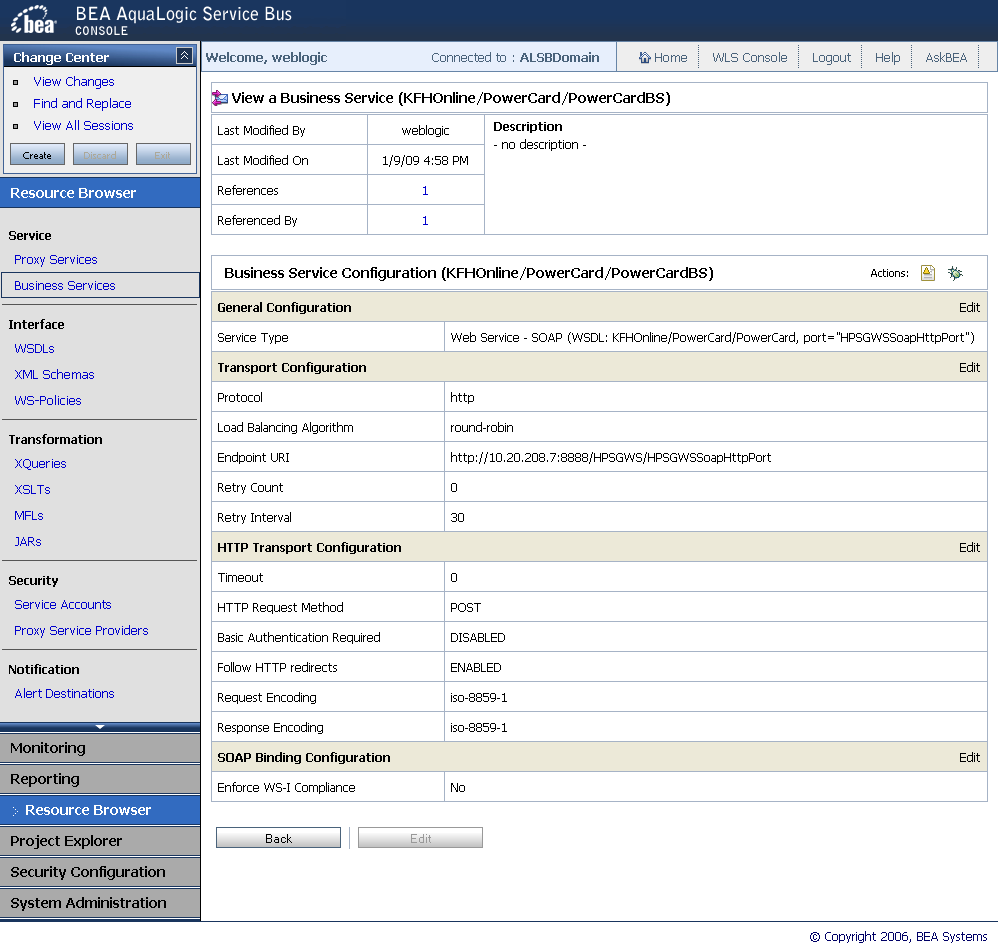 bea
BEA AquaLogic Service Bus
CONSOLE
Change Center
View Changes
Find and Replace
View All Sessions
Create Discard Exit
Resource Browser
Service
Proxy Services
Business Services
Interface
WSDLs
XML Schemas
WS-Policies
Transformation
XQueries
XSLTs
MFLs
JARs
Security
Service Accounts
Proxy Service Providers
Notification
Alert Destinations
Monitoring
Reporting
Resource Browser
Project Explorer
Security Configuration
System Administration
Welcome, weblogic Connected to : ALSBDomain Home WLS Console Logout Help AskBEA
View a Business Service (KFHOnline/PowerCard/PowerCardBS)
Last Modified By weblogic
Last Modified On 1/9/09 4:58 PM
References 1
Referenced By 1
Description
- no description -
Business Service Configuration (KFHOnline/PowerCard/PowerCardBS) Actions:
General Configuration Edit
Service Type Web Service - SOAP (WSDL: KFHOnline/PowerCard/PowerCard, port="HPSGWSSoapHttpPort")
Transport Configuration Edit
Protocol http
Load Balancing Algorithm round-robin
Endpoint URI http://10.20.208.7:8888/HPSGWS/HPSGWSSoapHttpPort
Retry Count 0
Retry Interval 30
HTTP Transport Configuration Edit
Timeout 0
HTTP Request Method POST
Basic Authentication Required DISABLED
Follow HTTP redirects ENABLED
Request Encoding iso-8859-1
Response Encoding iso-8859-1
SOAP Binding Configuration Edit
Enforce WS-I Compliance No
Back Edit
© Copyright 2006, BEA Systems